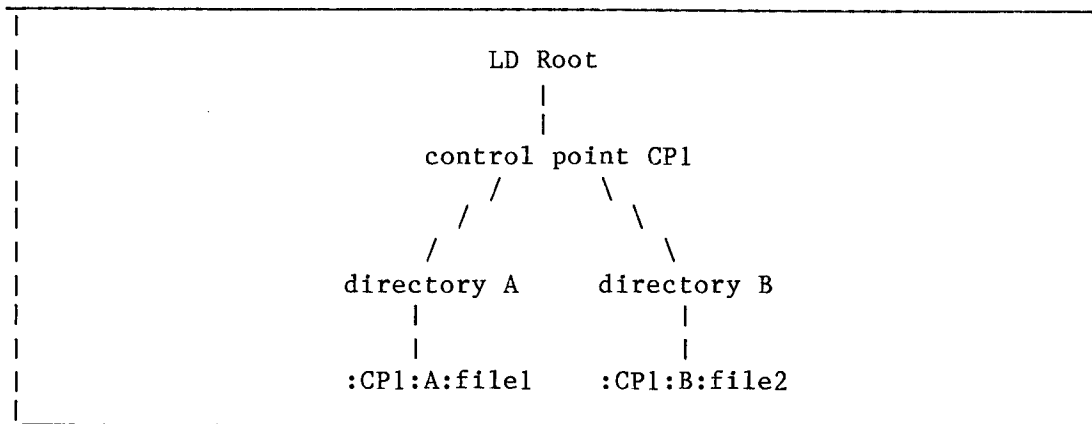 LD Root
control point CP1
directory A directory B
:CP1:A:file1 :CP1:B:file2